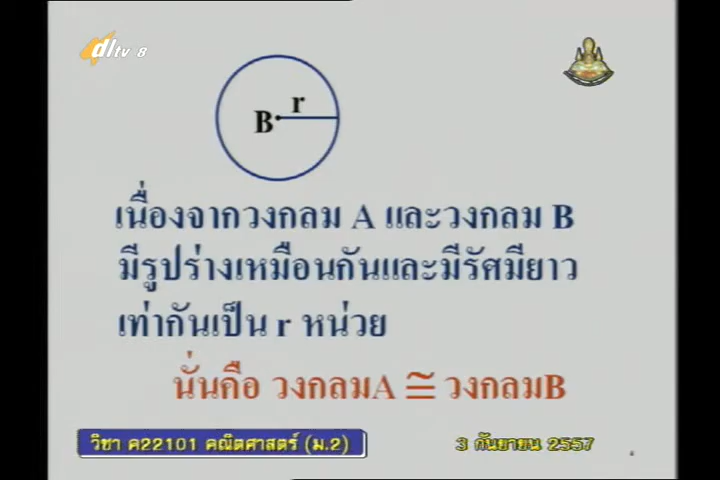 dltv 8
r
B
เนื่องจากวงกลม A และวงกลม B
มีรูปร่างเหมือนกันและมีรัศมียาว
เท่ากันเป็น r หน่วย
นั่นคือ วงกลมA ≅ วงกลมB
วิชา ค22101 คณิตศาสตร์ (ม.2)
3 กันยายน 2557